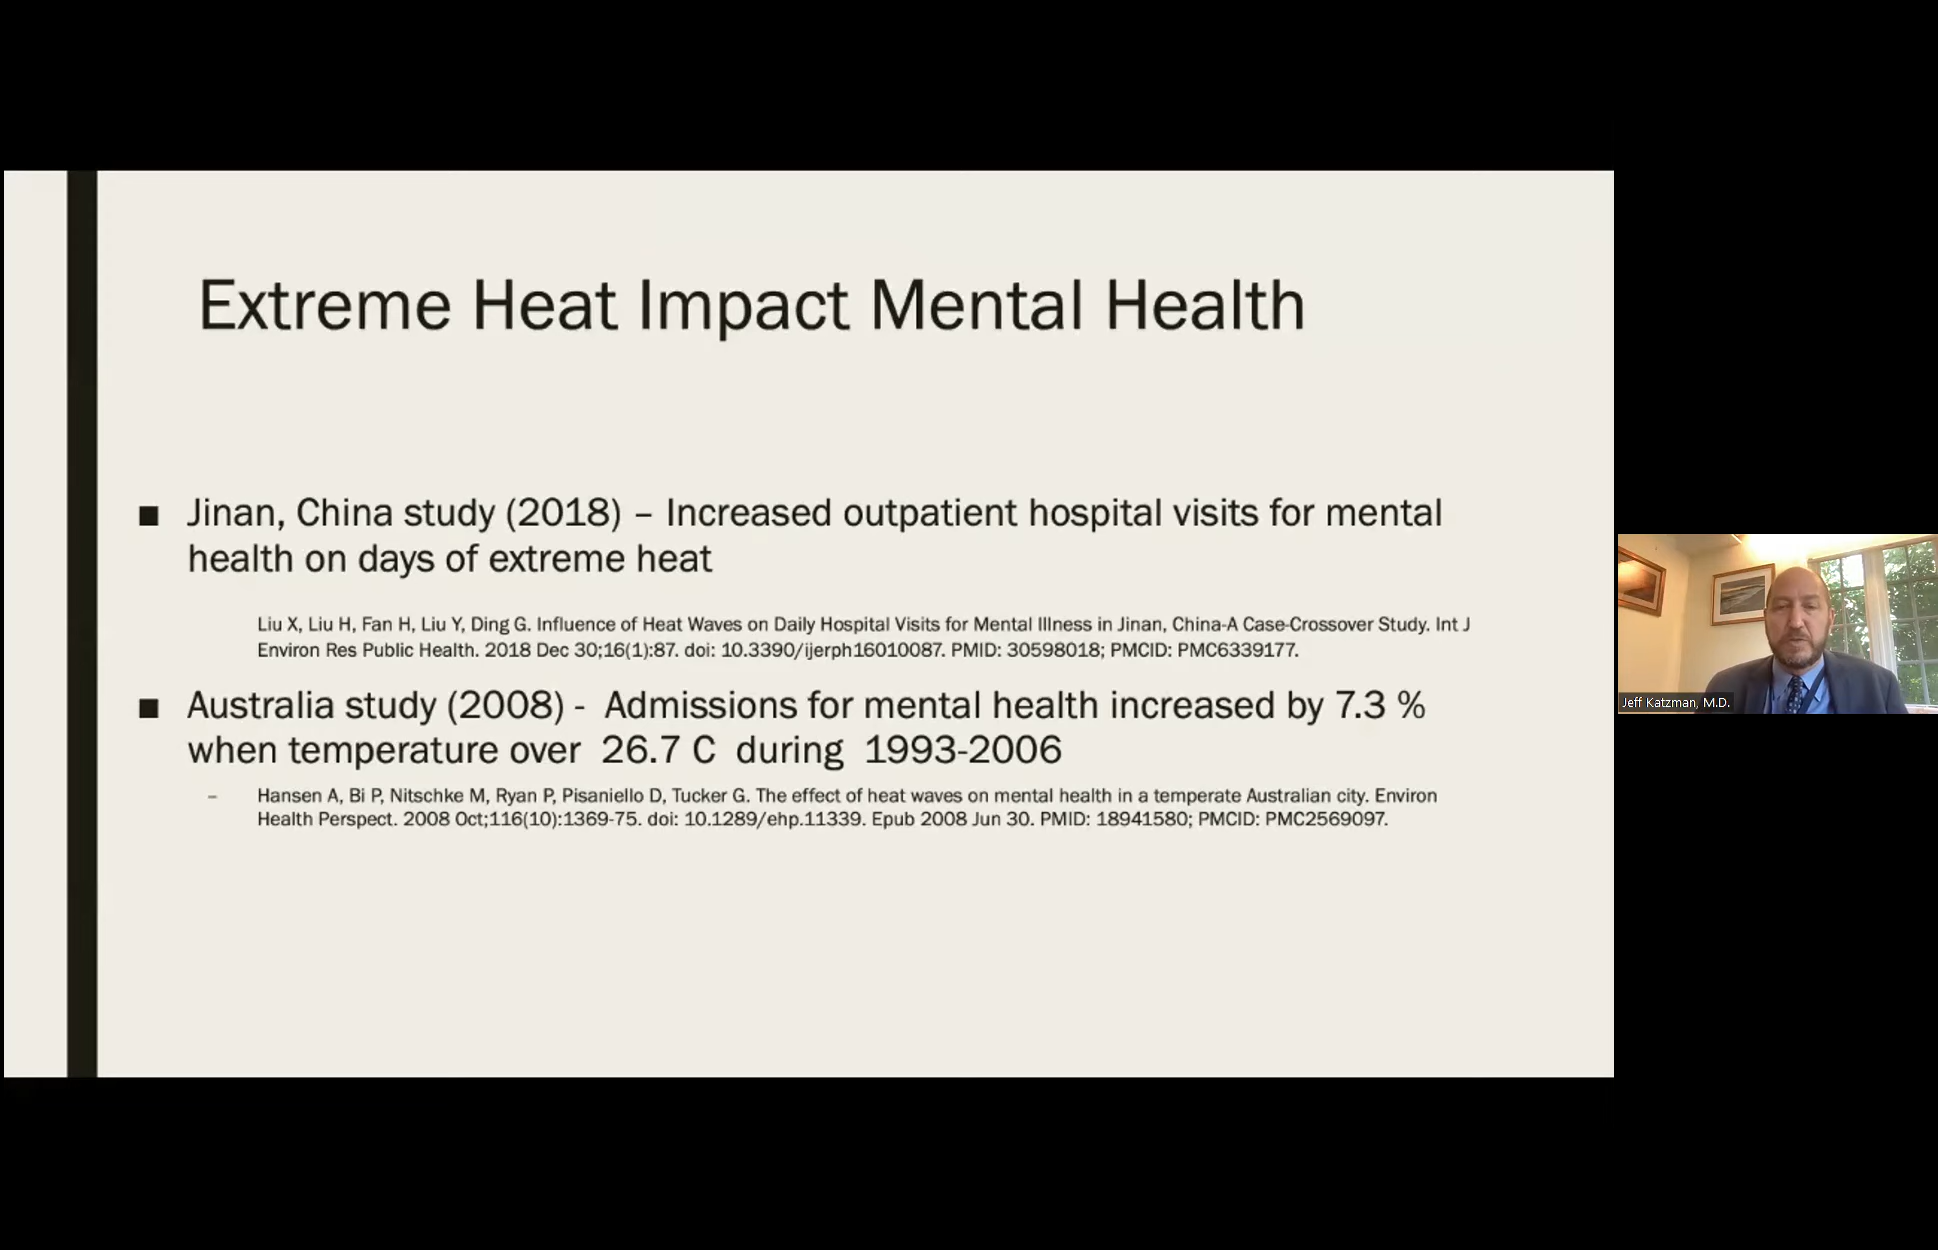 Extreme Heat Impact Mental Health
■ Jinan, China study (2018) – Increased outpatient hospital visits for mental
health on days of extreme heat
Liu X, Liu H, Fan H, Liu Y, Ding G. Influence of Heat Waves on Daily Hospital Visits for Mental Illness in Jinan, China-A Case-Crossover Study. Int J
Environ Res Public Health. 2018 Dec 30;16(1):87. doi: 10.3390/ijerph16010087. PMID: 30598018; PMCID: PMC6339177.
■ Australia study (2008) - Admissions for mental health increased by 7.3 %
when temperature over 26.7 C during 1993-2006
– Hansen A, Bi P, Nitschke M, Ryan P, Pisaniello D, Tucker G. The effect of heat waves on mental health in a temperate Australian city. Environ
Health Perspect. 2008 Oct;116(10):1369-75. doi: 10.1289/ehp.11339. Epub 2008 Jun 30. PMID: 18941580; PMCID: PMC2569097.
Jeff Katzman, M.D.